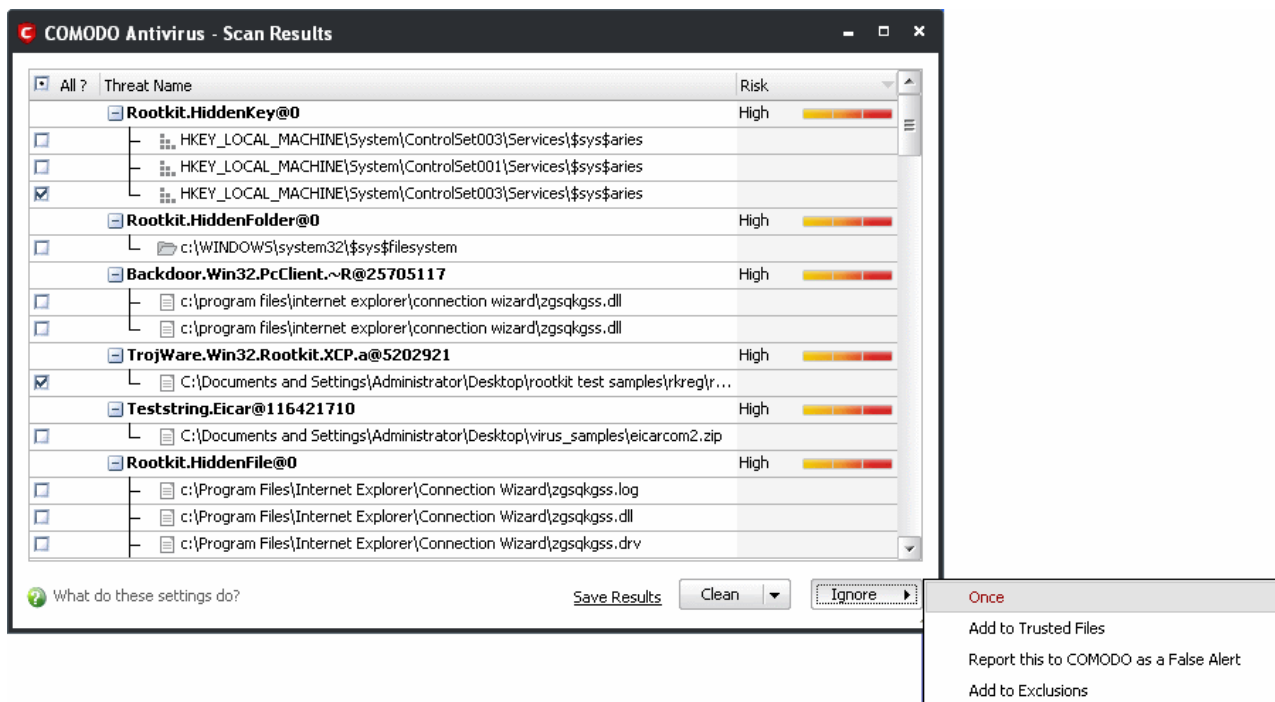 COMODO Antivirus - Scan Results
All ? Threat Name Risk
Rootkit.HiddenKey@0 High
HKEY_LOCAL_MACHINE\System\ControlSet003\Services\$sys$aries
HKEY_LOCAL_MACHINE\System\ControlSet001\Services\$sys$aries
HKEY_LOCAL_MACHINE\System\ControlSet003\Services\$sys$aries
Rootkit.HiddenFolder@0 High
c:\WINDOWS\system32\$sys$filesystem
Backdoor.Win32.PcClient.~R@25705117 High
c:\program files\internet explorer\connection wizard\zgsqkgss.dll
c:\program files\internet explorer\connection wizard\zgsqkgss.dll
TrojWare.Win32.Rootkit.XCP.a@5202921 High
C:\Documents and Settings\Administrator\Desktop\rootkit test samples\rkreg\r...
Teststring.Eicar@116421710 High
C:\Documents and Settings\Administrator\Desktop\virus_samples\eicarcom2.zip
Rootkit.HiddenFile@0 High
c:\Program Files\Internet Explorer\Connection Wizard\zgsqkgss.log
c:\Program Files\Internet Explorer\Connection Wizard\zgsqkgss.dll
c:\Program Files\Internet Explorer\Connection Wizard\zgsqkgss.drv
What do these settings do? Save Results Clean Ignore
Once
Add to Trusted Files
Report this to COMODO as a False Alert
Add to Exclusions